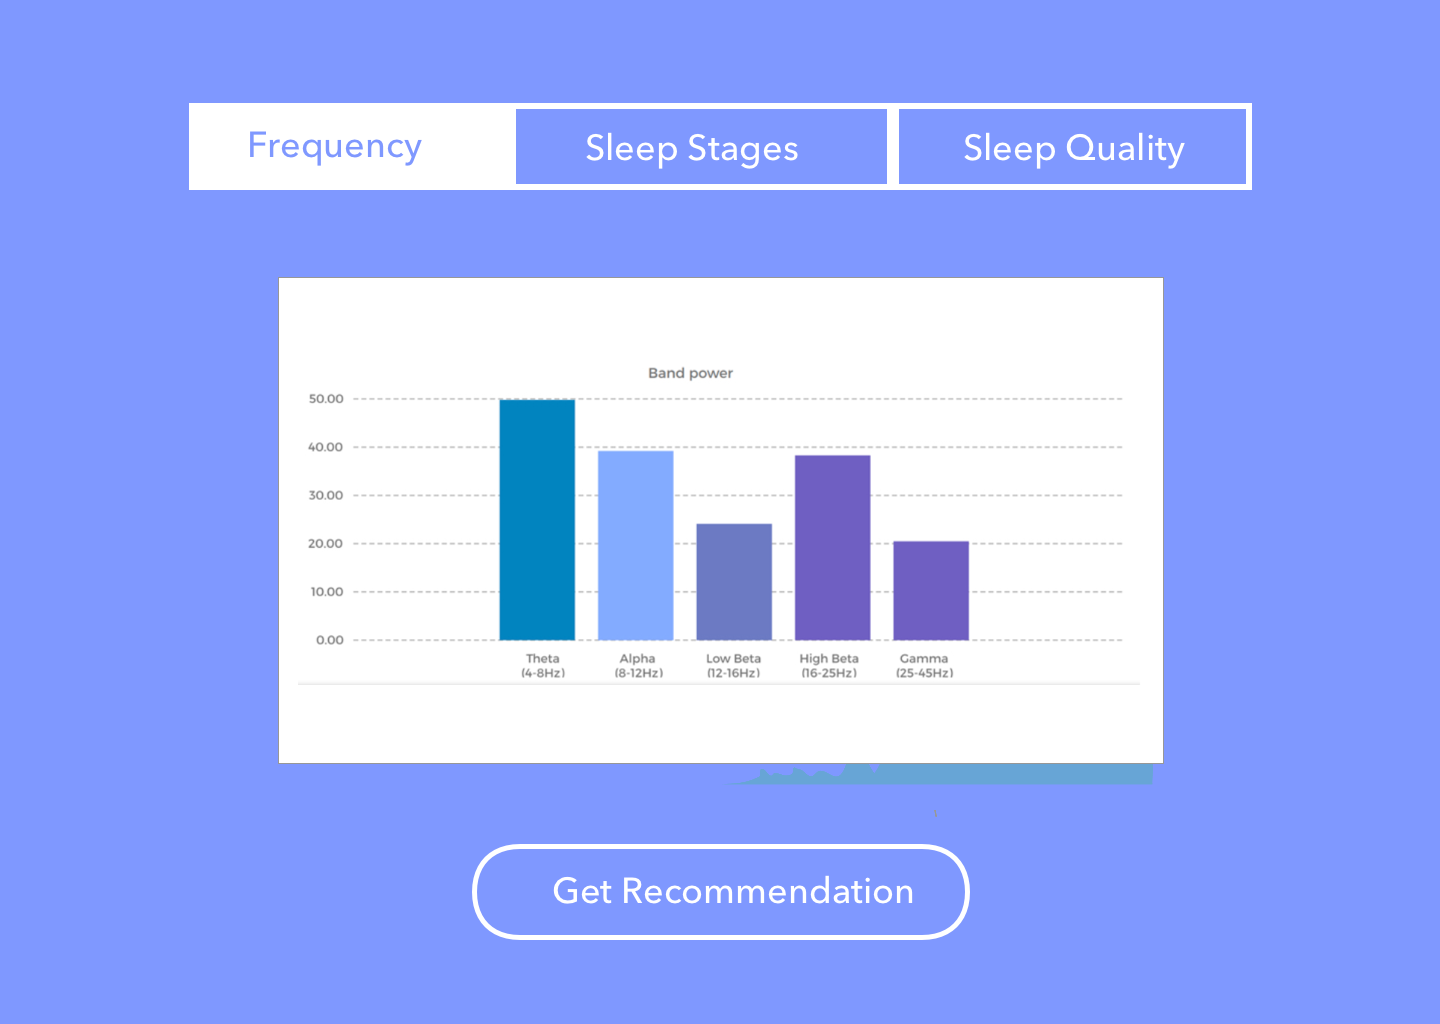 Frequency
Sleep Stages
Sleep Quality
Band power
50.00
40.00
30.00
20.00
10.00
0.00
Theta
(4-8Hz)
Alpha
(8-12Hz)
Low Beta
(12-16Hz)
High Beta
(16-25Hz)
Gamma
(25-45Hz)
Get Recommendation